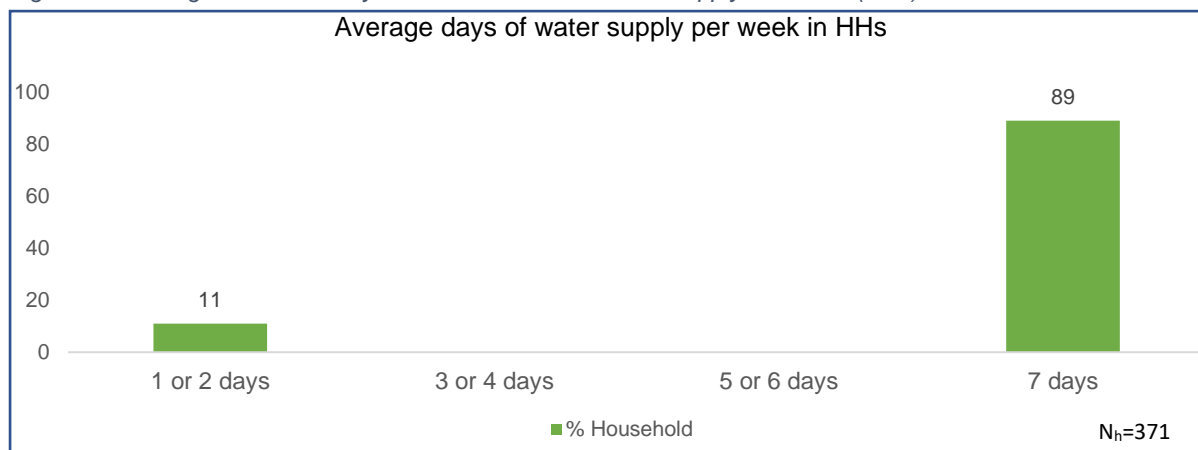 Average days of water supply per week in HHs
100
80
60
40
20
0
11
89
1 or 2 days
3 or 4 days
5 or 6 days
7 days
% Household
Nh=371